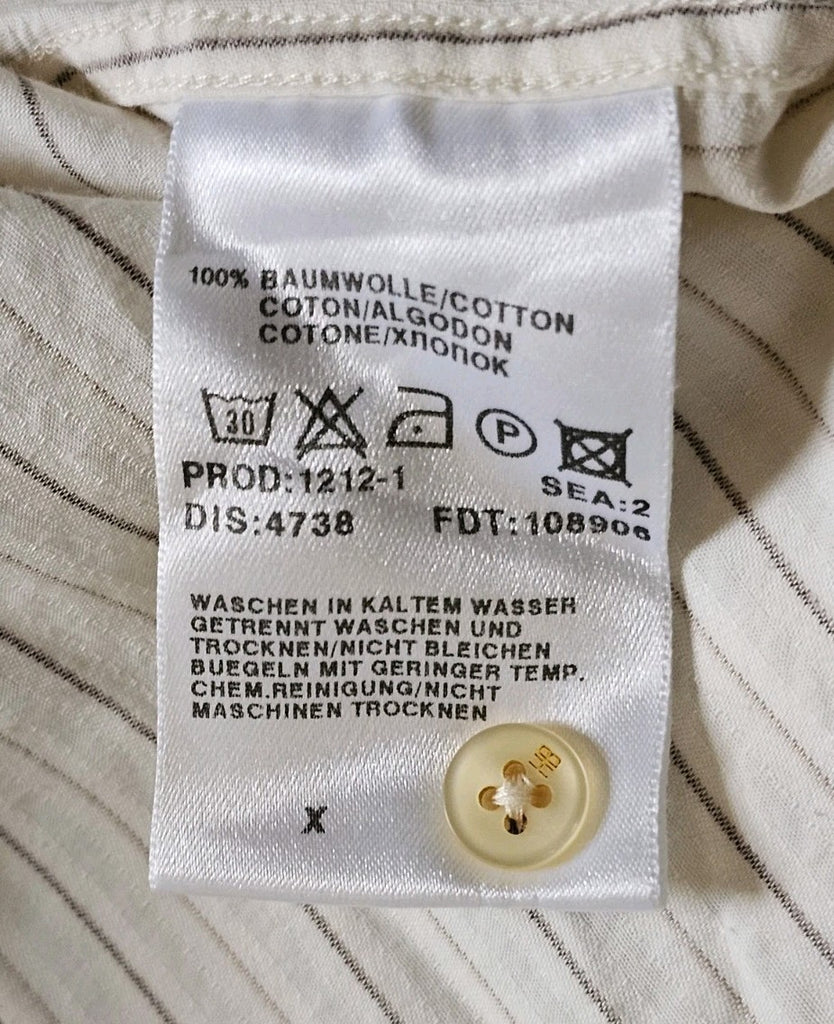 100% BAUMWOLLE/COTTON
COTON/ALGODON
COTONE/ХЛОПОК
30
P
PROD:1212-1
SEA:2
DIS:4738 FDT:108906
WASCHEN IN KALTEM WASSER
GETRENNT WASCHEN UND
TROCKNEN/NICHT BLEICHEN
BUEGELN MIT GERINGER TEMP.
CHEM.REINIGUNG/NICHT
MASCHINEN TROCKNEN
X